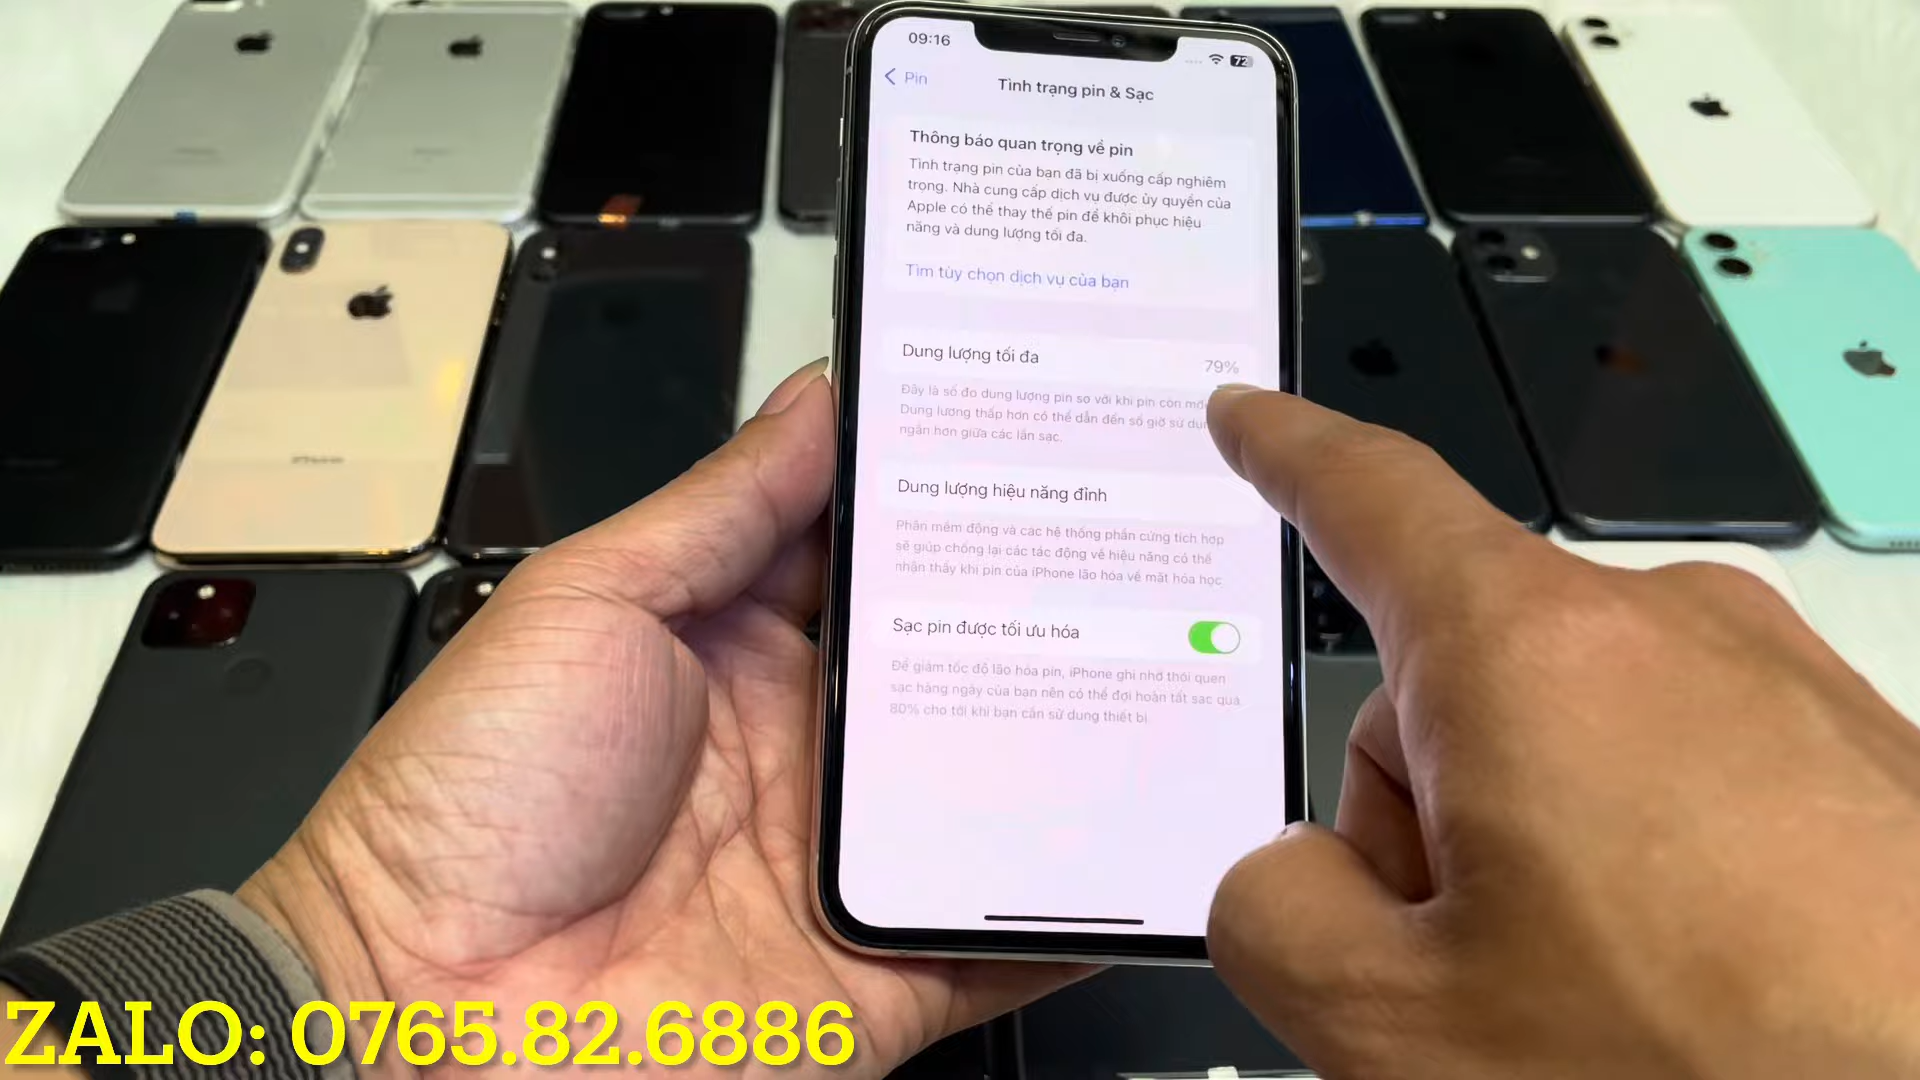 09:16
72
Pin
Tình trạng pin & Sạc
Thông báo quan trọng về pin
Tình trạng pin của bạn đã bị xuống cấp nghiêm
trọng. Nhà cung cấp dịch vụ được ủy quyền của
Apple có thể thay thế pin để khôi phục hiệu
năng và dung lượng tối đa.
Tìm tùy chọn dịch vụ của bạn
Dung lượng tối đa
79%
Đây là số đo dung lượng pin so với khi pin còn
Dung lượng thấp hơn có thể dẫn đến số giờ sử
ngắn hơn giữa các lần sạc.
Dung lượng hiệu năng đỉnh
Phần mềm động và các hệ thống phần cứng tích hợp
sẽ giúp chống lại các tác động về hiệu năng có thể
nhận thấy khi pin của iPhone lão hóa về mặt hóa học
Sạc pin được tối ưu hóa
Để giảm tốc độ lão hóa pin, iPhone ghi nhớ thói quen
sạc hàng ngày của bạn nên có thể đợi hoàn tất sạc quá
80% cho tới khi bạn cần sử dụng thiết bị
ZALO: 0765.82.6886